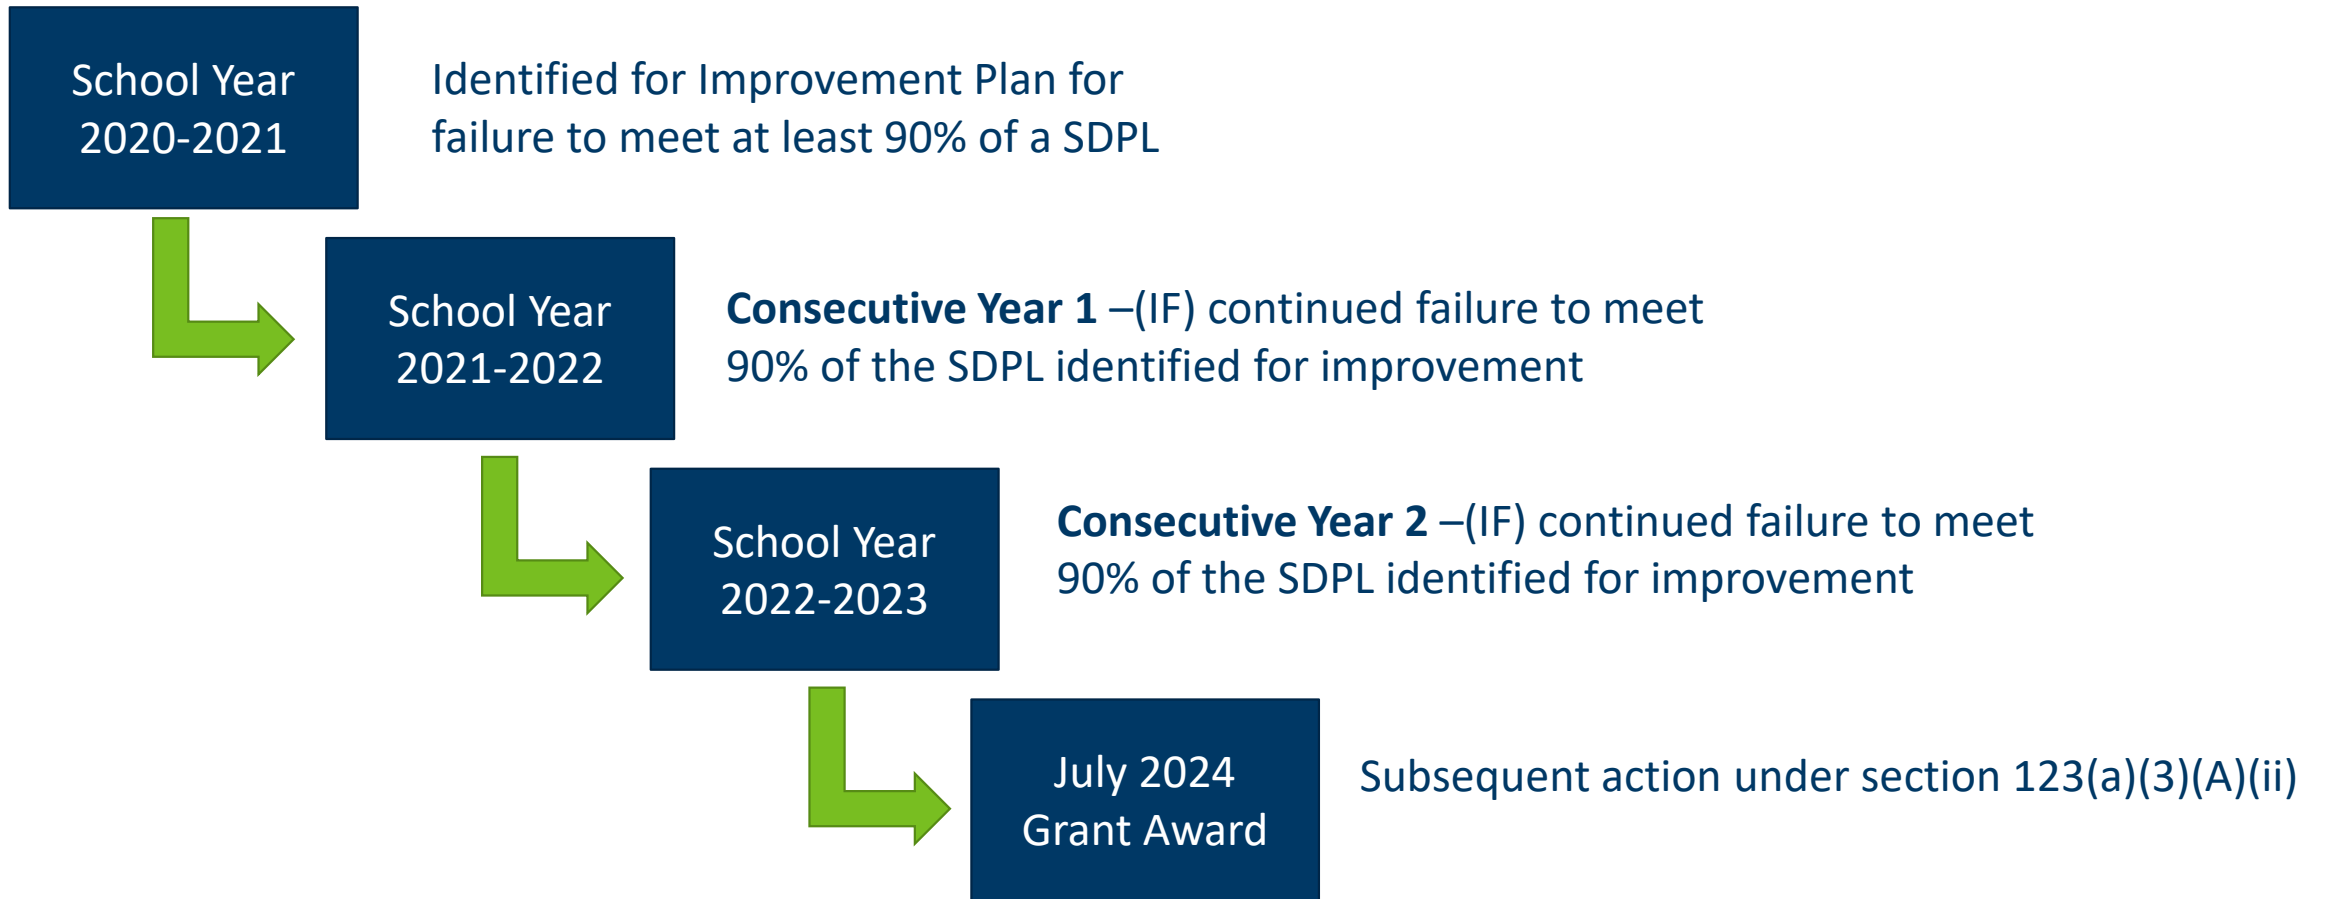 School Year
2020-2021
Identified for Improvement Plan for
failure to meet at least 90% of a SDPL
School Year
2021-2022
Consecutive Year 1 –(IF) continued failure to meet
90% of the SDPL identified for improvement
School Year
2022-2023
Consecutive Year 2 –(IF) continued failure to meet
90% of the SDPL identified for improvement
July 2024
Grant Award
Subsequent action under section 123(a)(3)(A)(ii)